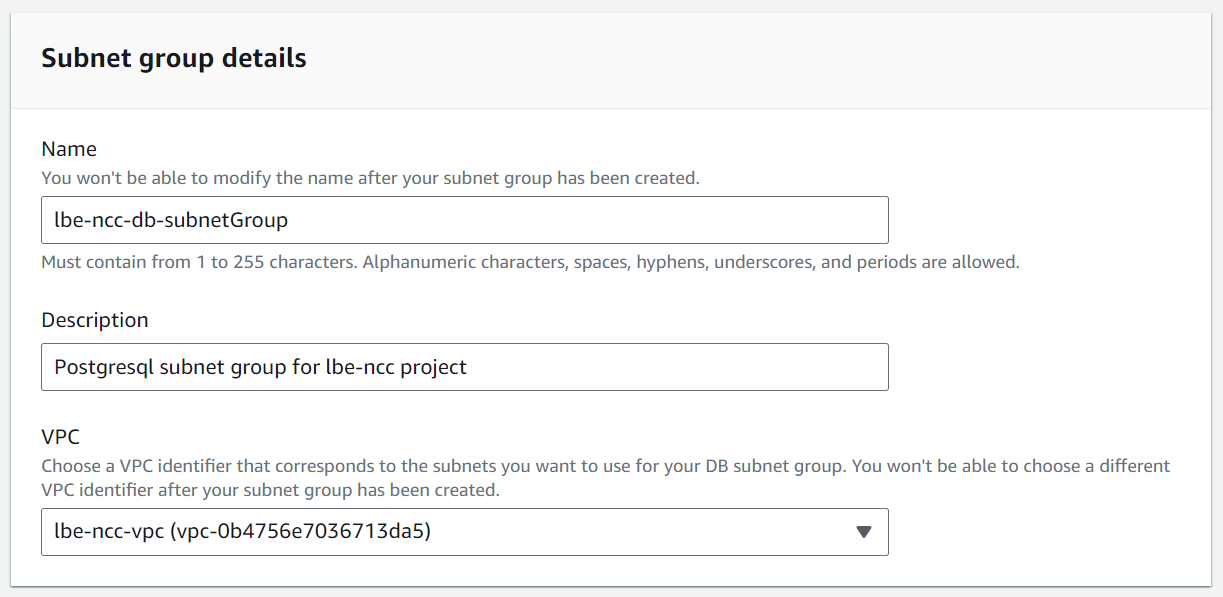 Subnet group details
Name
You won't be able to modify the name after your subnet group has been created.
lbe-ncc-db-subnetGroup
Must contain from 1 to 255 characters. Alphanumeric characters, spaces, hyphens, underscores, and periods are allowed.
Description
Postgresql subnet group for lbe-ncc project
VPC
Choose a VPC identifier that corresponds to the subnets you want to use for your DB subnet group. You won't be able to choose a different
VPC identifier after your subnet group has been created.
lbe-ncc-vpc (vpc-0b4756e7036713da5)